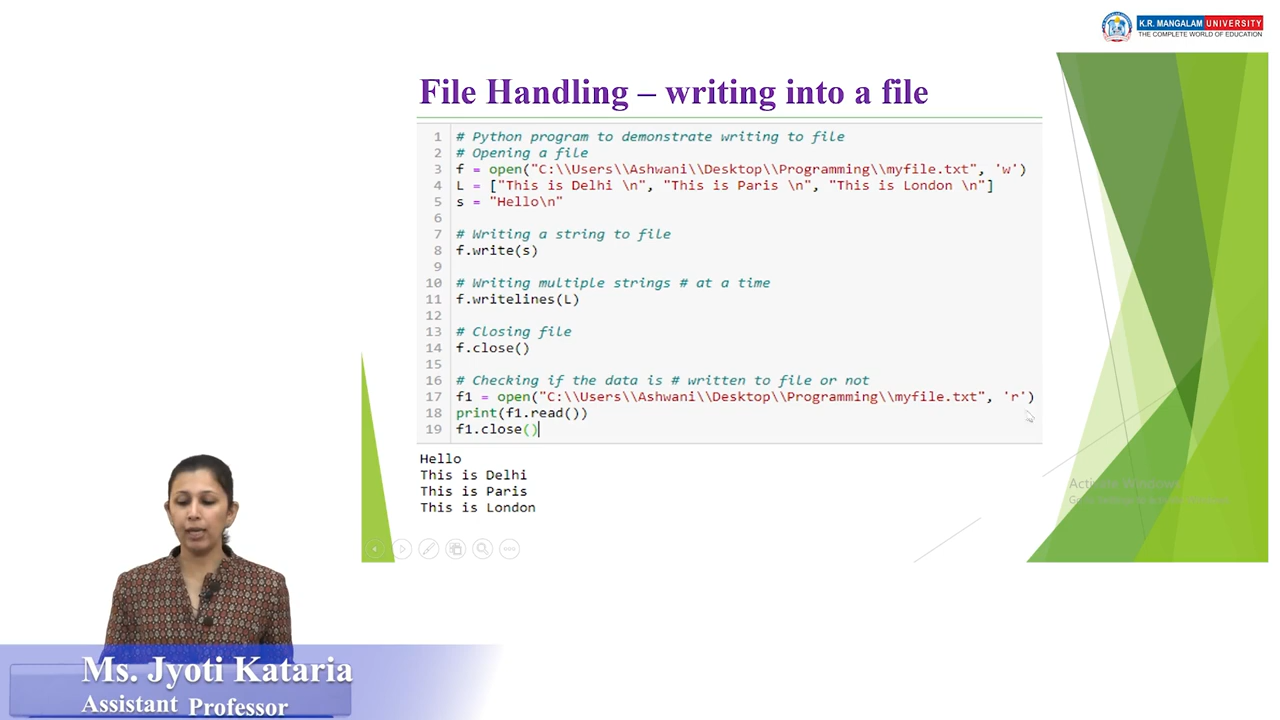 K.R. MANGALAM UNIVERSITY
THE COMPLETE WORLD OF EDUCATION
File Handling – writing into a file
1 # Python program to demonstrate writing to file
2 # Opening a file
3 f = open("C:\\Users\\Ashwani\\Desktop\\Programming\\myfile.txt", 'w')
4 L = ["This is Delhi \n", "This is Paris \n", "This is London \n"]
5 s = "Hello\n"
6
7 # Writing a string to file
8 f.write(s)
9
10 # Writing multiple strings # at a time
11 f.writelines(L)
12
13 # Closing file
14 f.close()
15
16 # Checking if the data is # written to file or not
17 f1 = open("C:\\Users\\Ashwani\\Desktop\\Programming\\myfile.txt", 'r')
18 print(f1.read())
19 f1.close()
Hello
This is Delhi
This is Paris
This is London
Activate Windows
Ms. Jyoti Kataria
Assistant Professor